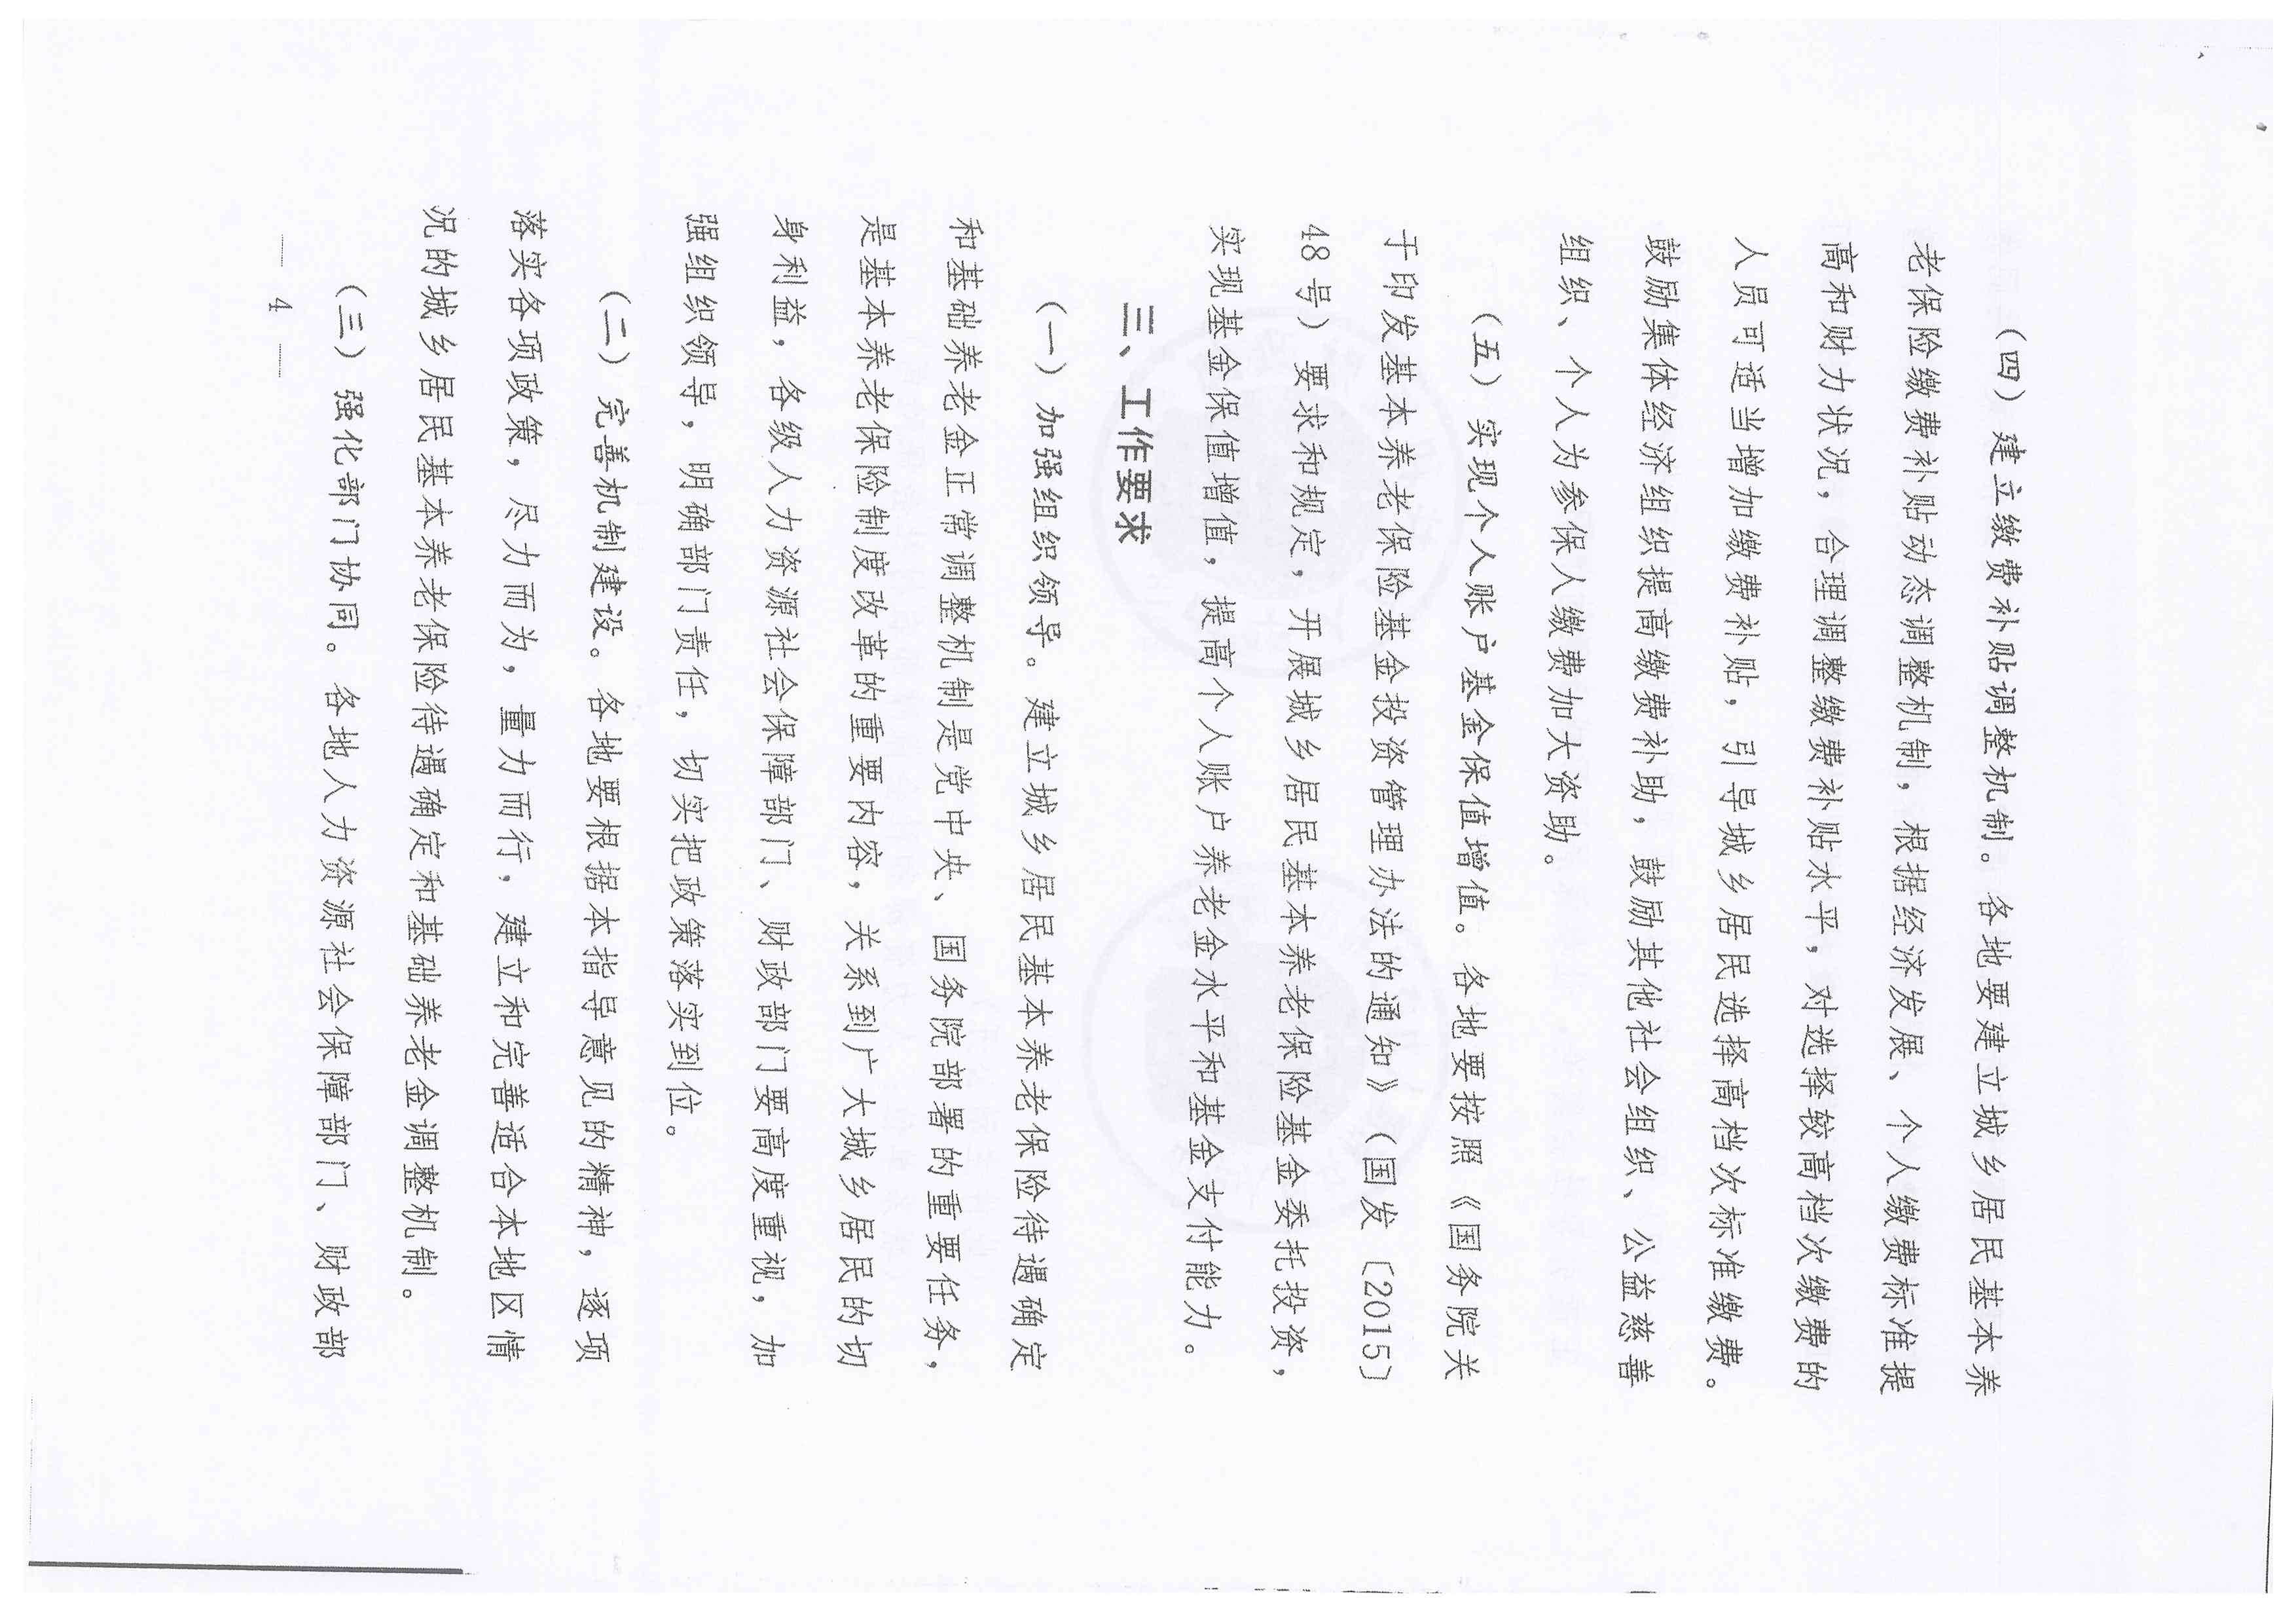 （四）建立缴费补贴调整机制。各地要建立城乡居民基本养
老保险缴费补贴动态调整机制，根据经济发展、个人缴费标准提
高和财力状况，合理调整缴费补贴水平，对选择较高档次缴费的
人员可适当增加缴费补贴，引导城乡居民选择高档次标准缴费。
鼓励集体经济组织提高缴费补助，鼓励其他社会组织、公益慈善
组织、个人为参保人缴费加大资助。
（五）实现个人账户基金保值增值。各地要按照《国务院关
于印发基本养老保险基金投资管理办法的通知》（国发〔2015〕
48号）要求和规定，开展城乡居民基本养老保险基金委托投资，
实现基金保值增值，提高个人账户养老金水平和基金支付能力。
三、工作要求
（一）加强组织领导。建立城乡居民基本养老保险待遇确定
和基础养老金正常调整机制是党中央、国务院部署的重要任务，
是基本养老保险制度改革的重要内容，关系到广大城乡居民的切
身利益，各级人力资源社会保障部门、财政部门要高度重视，加
强组织领导，明确部门责任，切实把政策落实到位。
（二）完善机制建设。各地要根据本指导意见的精神，逐项
落实各项政策，尽力而为，量力而行，建立和完善适合本地区情
况的城乡居民基本养老保险待遇确定和基础养老金调整机制。
（三）强化部门协同。各地人力资源社会保障部门、财政部
— 4 —